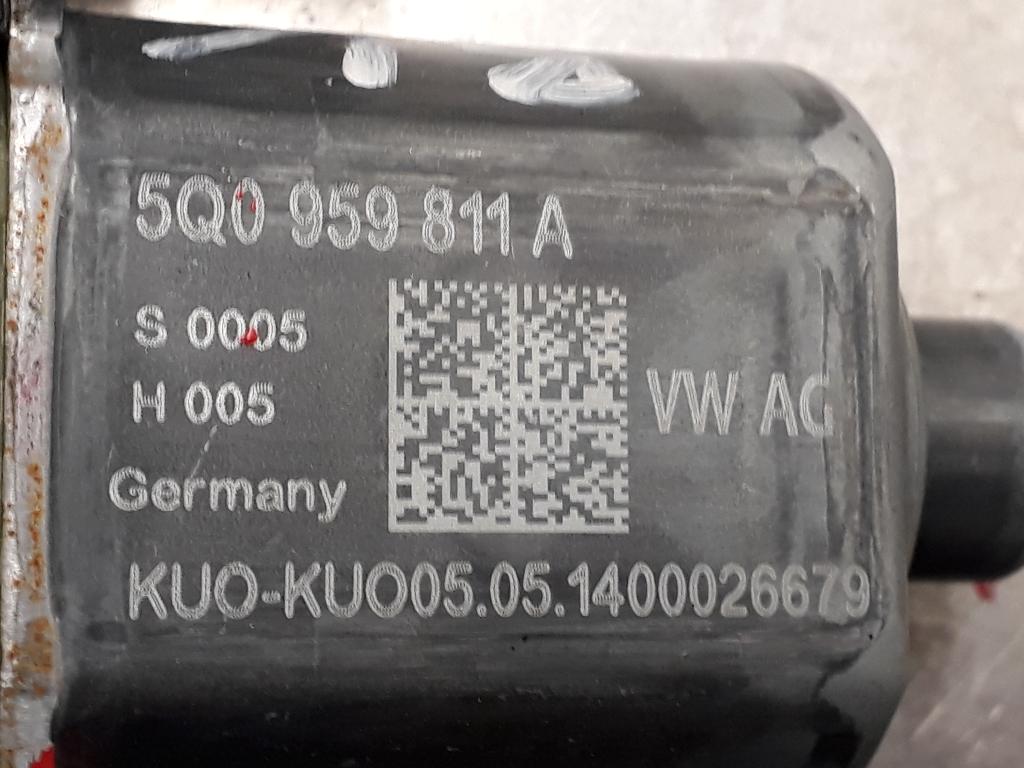 5Q0 959 811 A
S 0005
H 005
VW AG
Germany
KUO-KUO05.05.1400026679